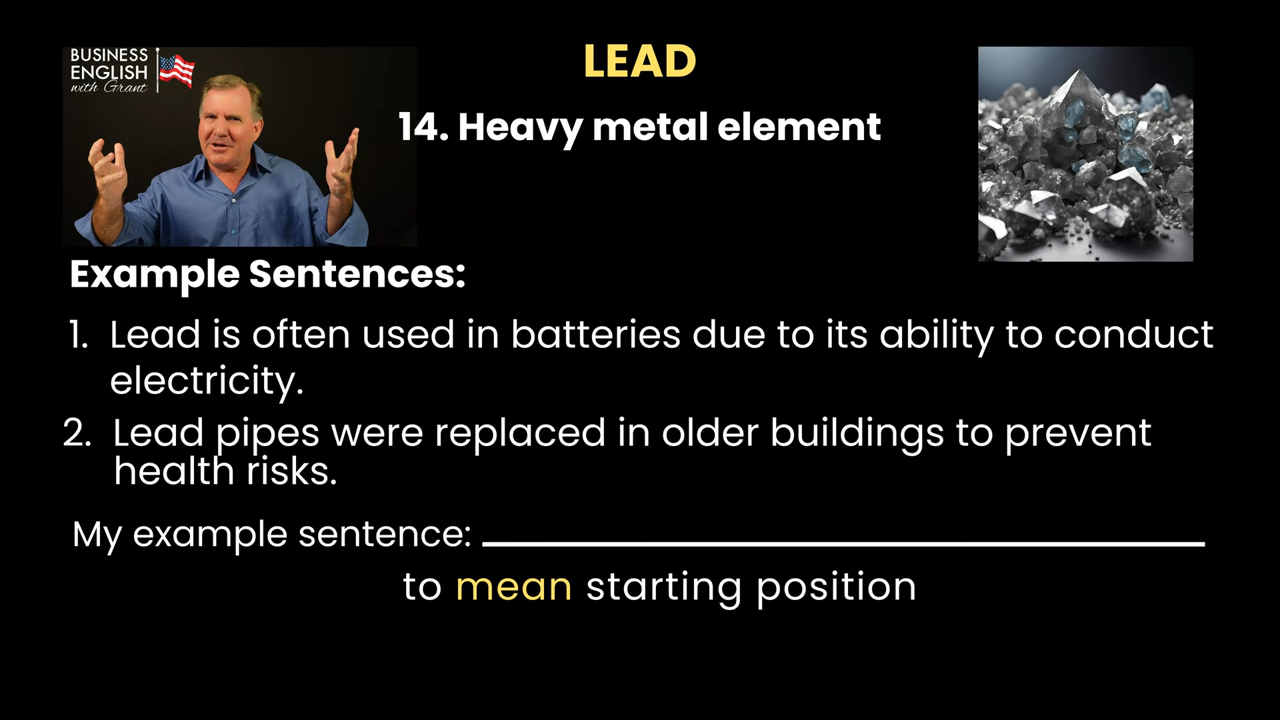 BUSINESS
ENGLISH
with Grant
LEAD
14. Heavy metal element
Example Sentences:
1. Lead is often used in batteries due to its ability to conduct
electricity.
2. Lead pipes were replaced in older buildings to prevent
health risks.
My example sentence:
to mean starting position